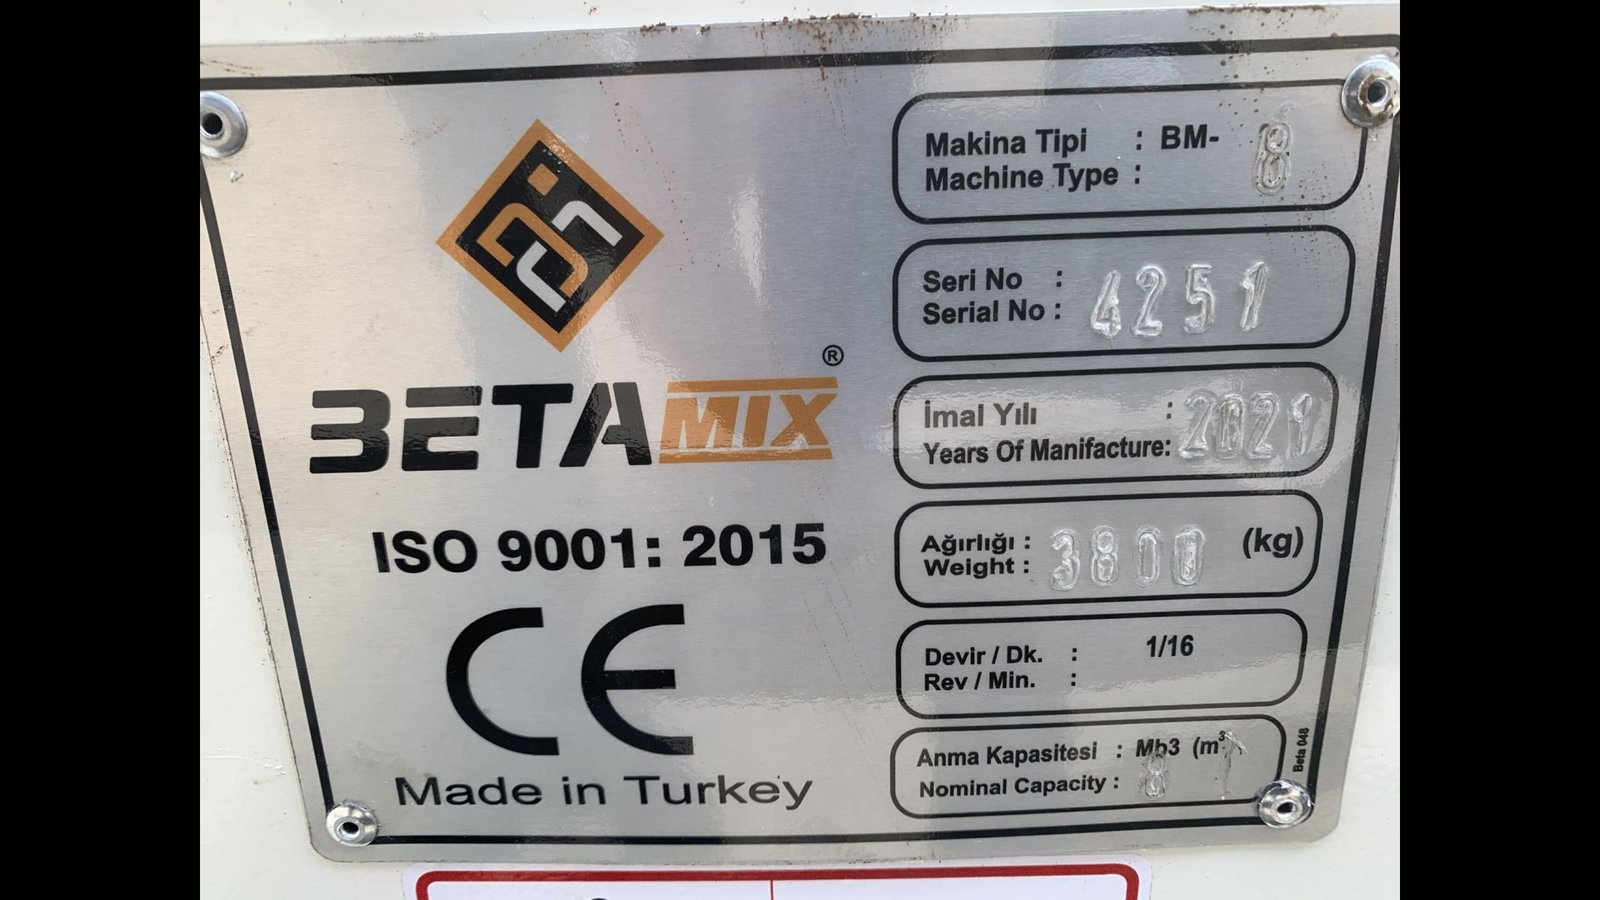 BETAMIX ®
ISO 9001: 2015
CE
Made in Turkey
Makina Tipi : BM- 8
Machine Type :
Seri No :
Serial No : 4251
İmal Yılı :
Years Of Manifacture: 2021
Ağırlığı : 3800 (kg)
Weight :
Devir / Dk. : 1/16
Rev / Min. :
Anma Kapasitesi : Mb3 (m³)
Nominal Capacity : 8
Beta 048